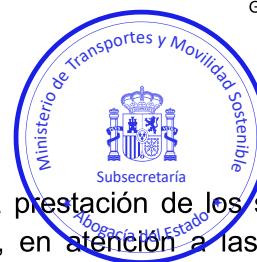 G
Ministerio de Transportes y Movilidad Sostenible
Subsecretaría
Abogacía del Estado
prestación de los s
, en atención a las